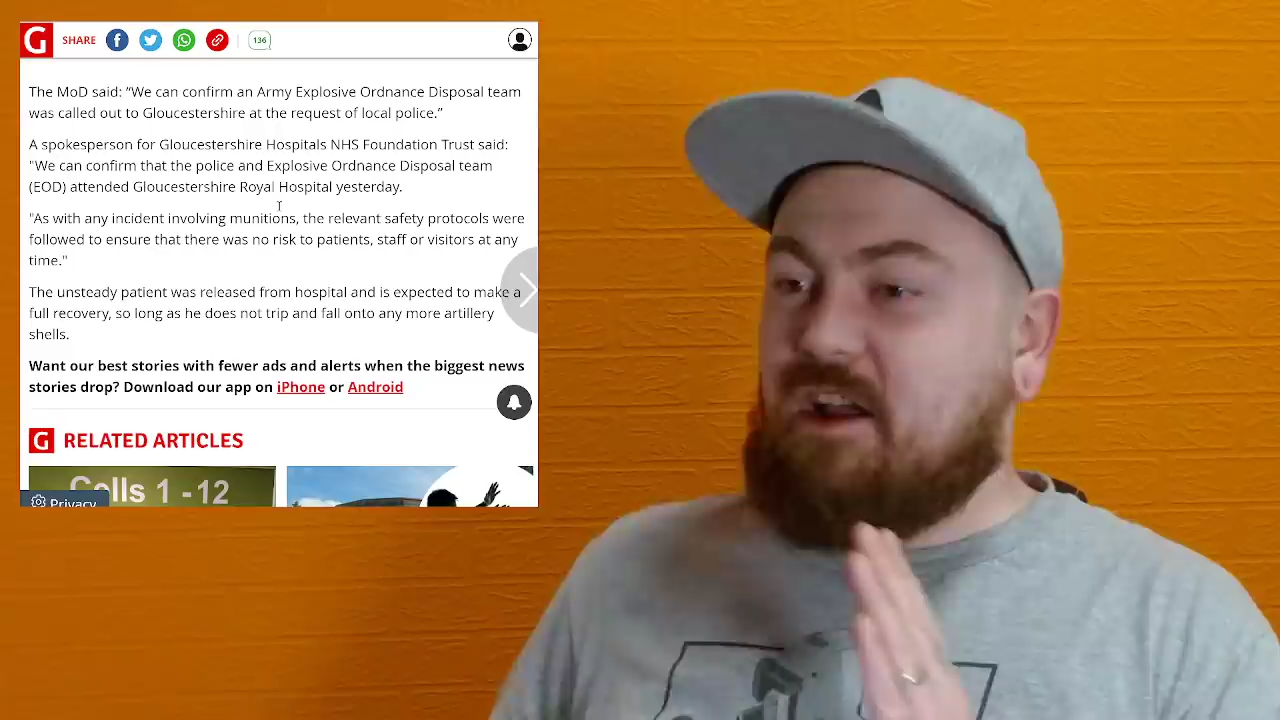 G SHARE 136
The MoD said: “We can confirm an Army Explosive Ordnance Disposal team
was called out to Gloucestershire at the request of local police.”
A spokesperson for Gloucestershire Hospitals NHS Foundation Trust said:
"We can confirm that the police and Explosive Ordnance Disposal team
(EOD) attended Gloucestershire Royal Hospital yesterday.
"As with any incident involving munitions, the relevant safety protocols were
followed to ensure that there was no risk to patients, staff or visitors at any
time."
The unsteady patient was released from hospital and is expected to make a
full recovery, so long as he does not trip and fall onto any more artillery
shells.
Want our best stories with fewer ads and alerts when the biggest news
stories drop? Download our app on iPhone or Android
G RELATED ARTICLES
Cells 1 - 12
Privacy